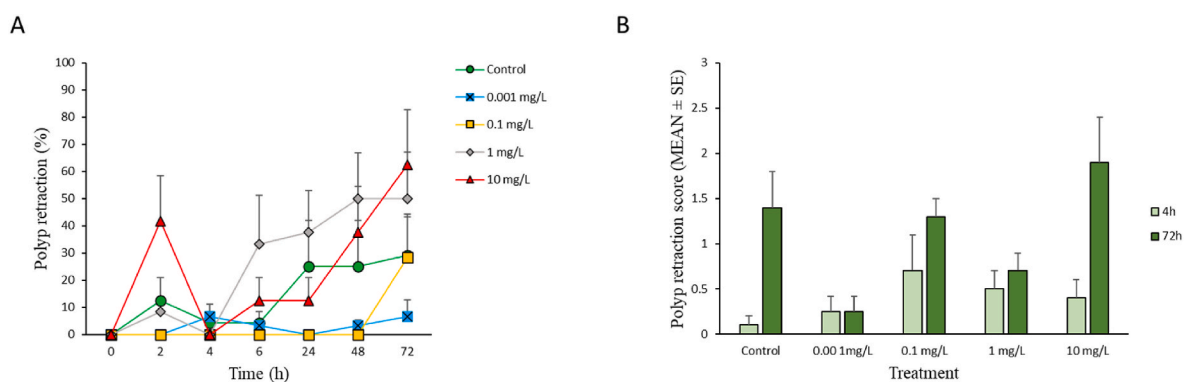 A
Polyp retraction (%)
100
90
80
70
60
50
40
30
20
10
0
0 2 4 6 24 48 72
Time (h)
Control
0.001 mg/L
0.1 mg/L
1 mg/L
10 mg/L
B
Polyp retraction score (MEAN ± SE)
3
2.5
2
1.5
1
0.5
0
Control 0.00 1mg/L 0.1 mg/L 1 mg/L 10 mg/L
Treatment
4h
72h